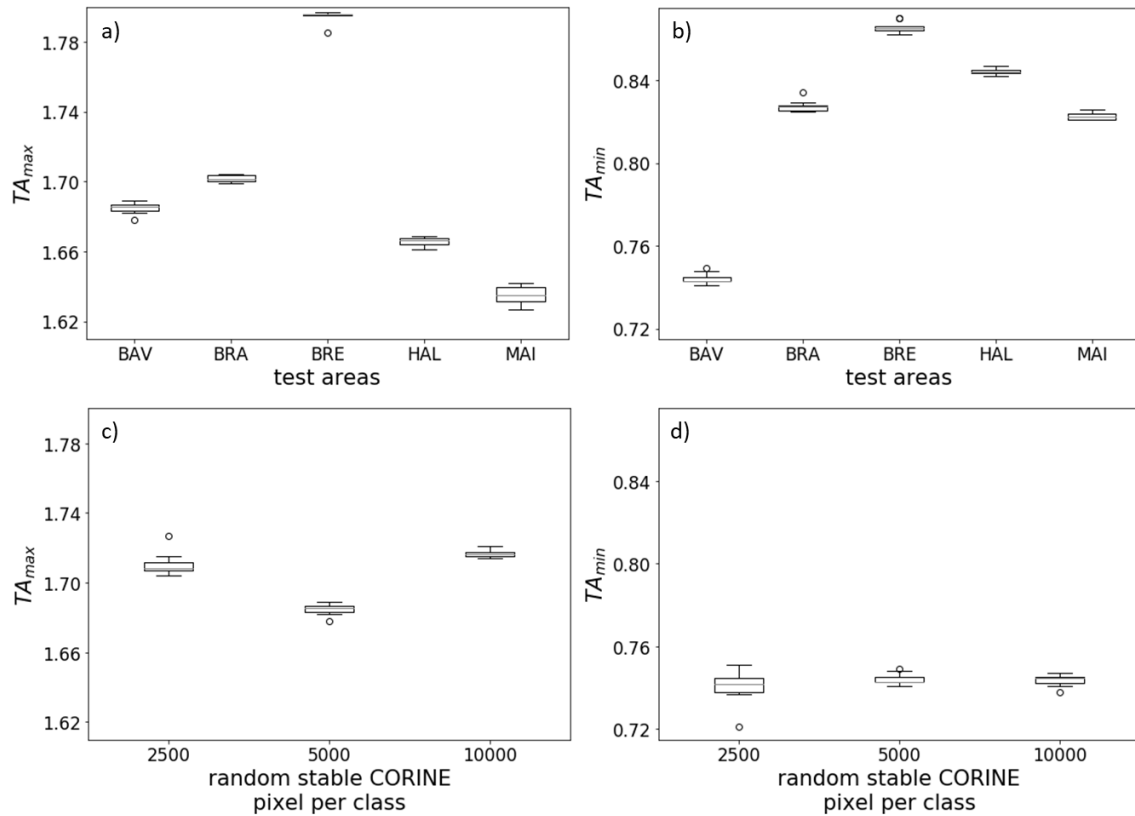 a)
1.78
1.74
1.70
1.66
1.62
TAmax
BAV BRA BRE HAL MAI
test areas
b)
0.84
0.80
0.76
0.72
TAmin
BAV BRA BRE HAL MAI
test areas
c)
1.78
1.74
1.70
1.66
1.62
TAmax
2500 5000 10000
random stable CORINE
pixel per class
d)
0.84
0.80
0.76
0.72
TAmin
2500 5000 10000
random stable CORINE
pixel per class